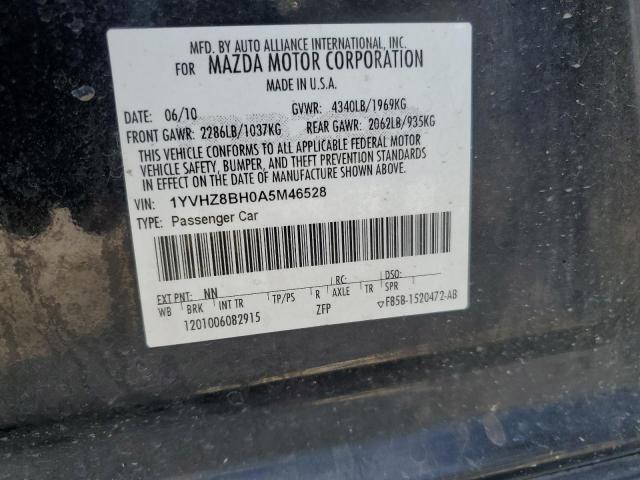 MFD. BY AUTO ALLIANCE INTERNATIONAL, INC.
FOR MAZDA MOTOR CORPORATION
MADE IN U.S.A.
DATE: 06/10 GVWR: 4340LB/1969KG
FRONT GAWR: 2286LB/1037KG REAR GAWR: 2062LB/935KG
THIS VEHICLE CONFORMS TO ALL APPLICABLE FEDERAL MOTOR
VEHICLE SAFETY, BUMPER, AND THEFT PREVENTION STANDARDS
IN EFFECT ON THE DATE OF MANUFACTURE SHOWN ABOVE.
VIN: 1YVHZ8BH0A5M46528
TYPE: Passenger Car
EXT PNT: NN RC: DSO:
WB BRK INT TR TP/PS R AXLE TR SPR
1201006082915 ZFP ▽F85B-1520472-AB